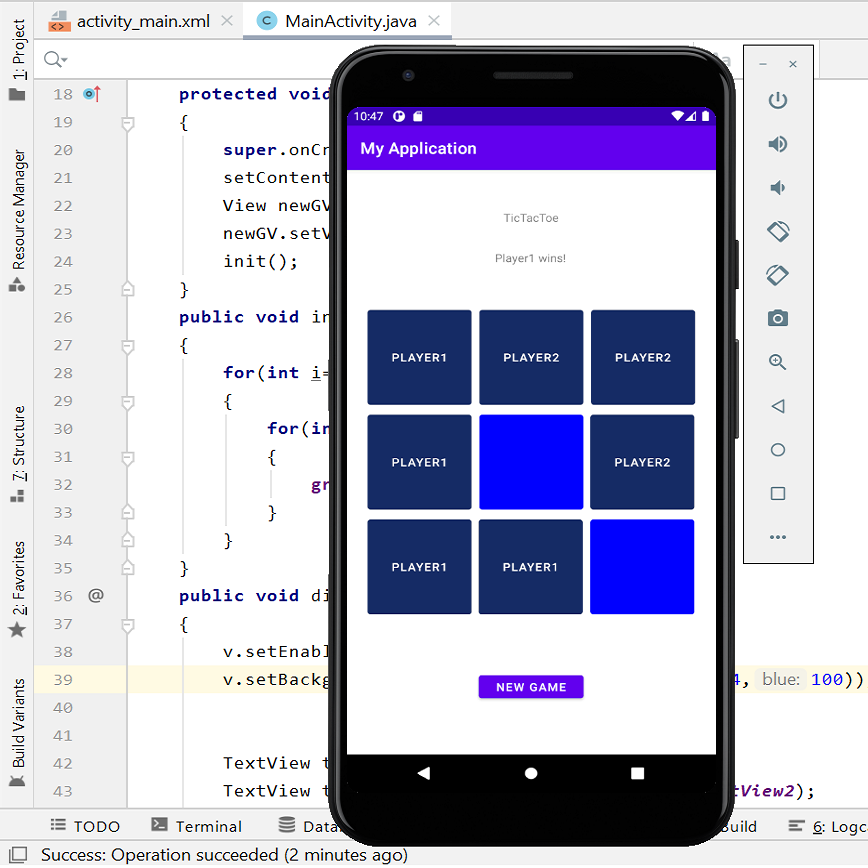 activity_main.xml
MainActivity.java
1: Project
Resource Manager
7: Structure
2: Favorites
Build Variants
18 protected void
19 {
20 super.onCr
21 setContent
22 View newGV
23 newGV.setV
24 init();
25 }
26 public void in
27 {
28 for(int i=
29 {
30 for(in
31 {
32 gr
33 }
34 }
35 }
36 @ public void di
37 {
38 v.setEnabl
39 v.setBackg 4, blue: 100))
40
41
42 TextView t
43 TextView t tView2);
10:47
My Application
TicTacToe
Player1 wins!
PLAYER1 PLAYER2 PLAYER2
PLAYER1 PLAYER2
PLAYER1 PLAYER1
NEW GAME
TODO Terminal Data Build 6: Logc
Success: Operation succeeded (2 minutes ago)